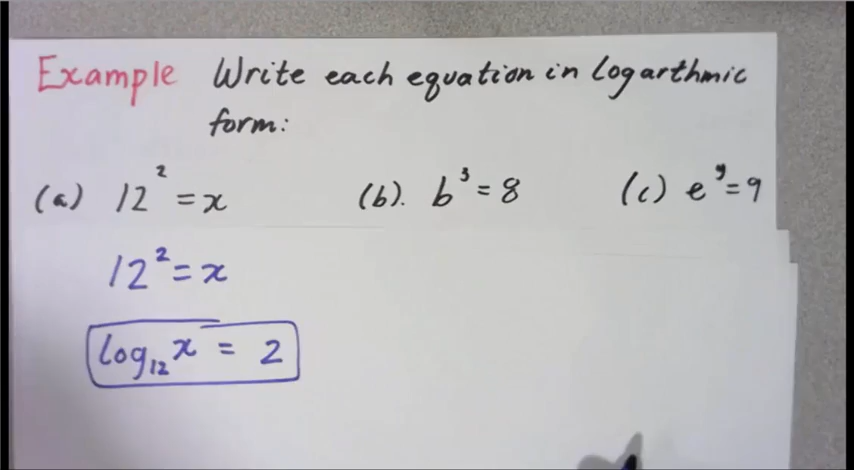 Example Write each equation in Logarthmic
form:
(a) 12² = x (b). b³ = 8 (c) e^y = 9
12² = x
log₁₂ x = 2